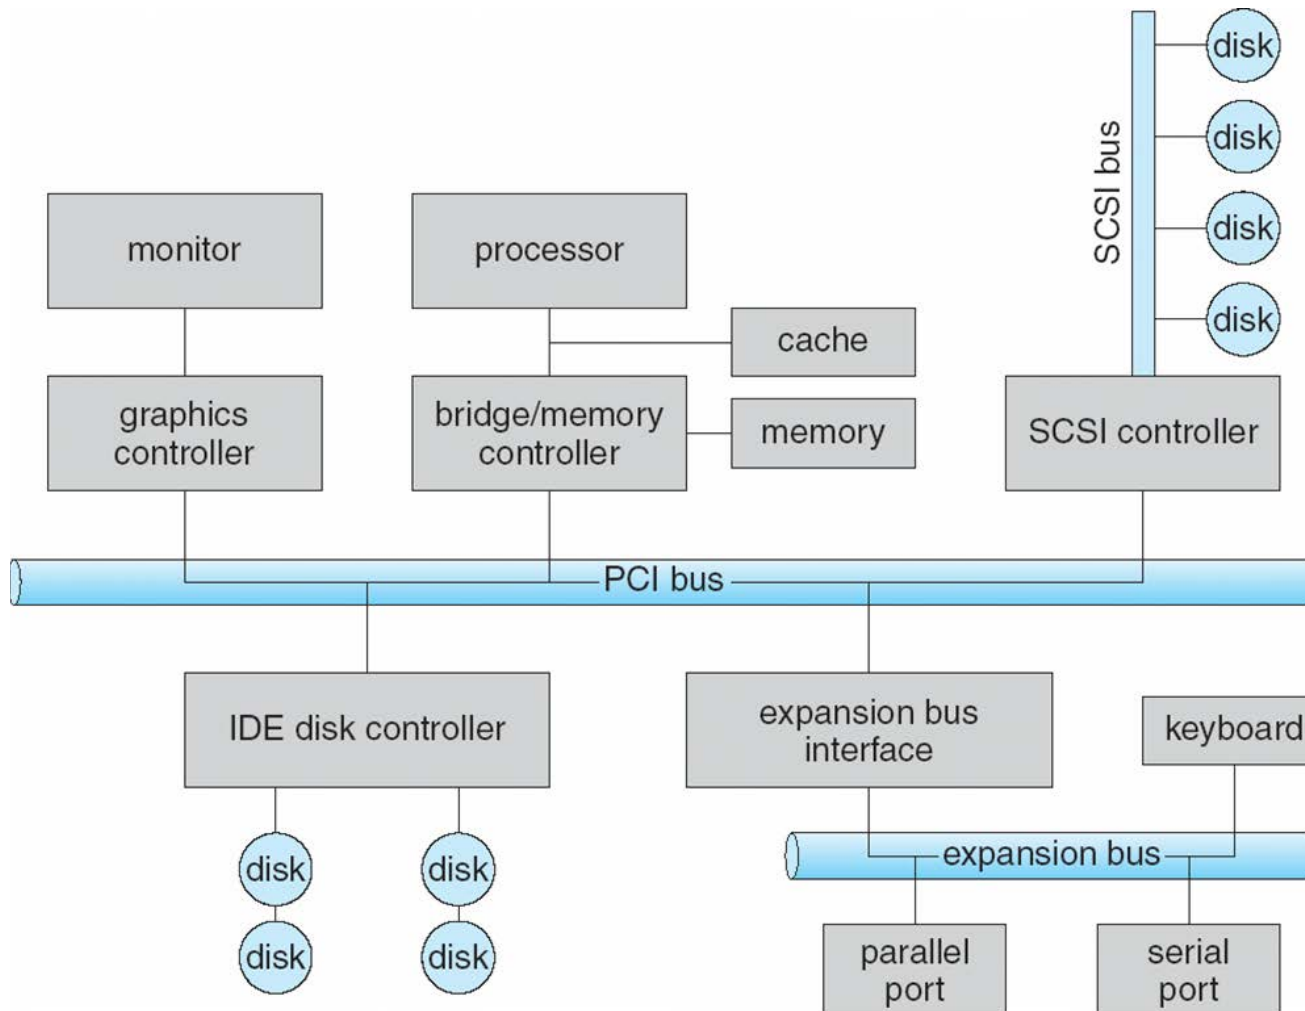 disk
disk
disk
disk
SCSI bus
monitor
processor
cache
graphics
controller
bridge/memory
controller
memory
SCSI controller
PCI bus
IDE disk controller
expansion bus
interface
keyboard
disk
disk
disk
disk
expansion bus
parallel
port
serial
port